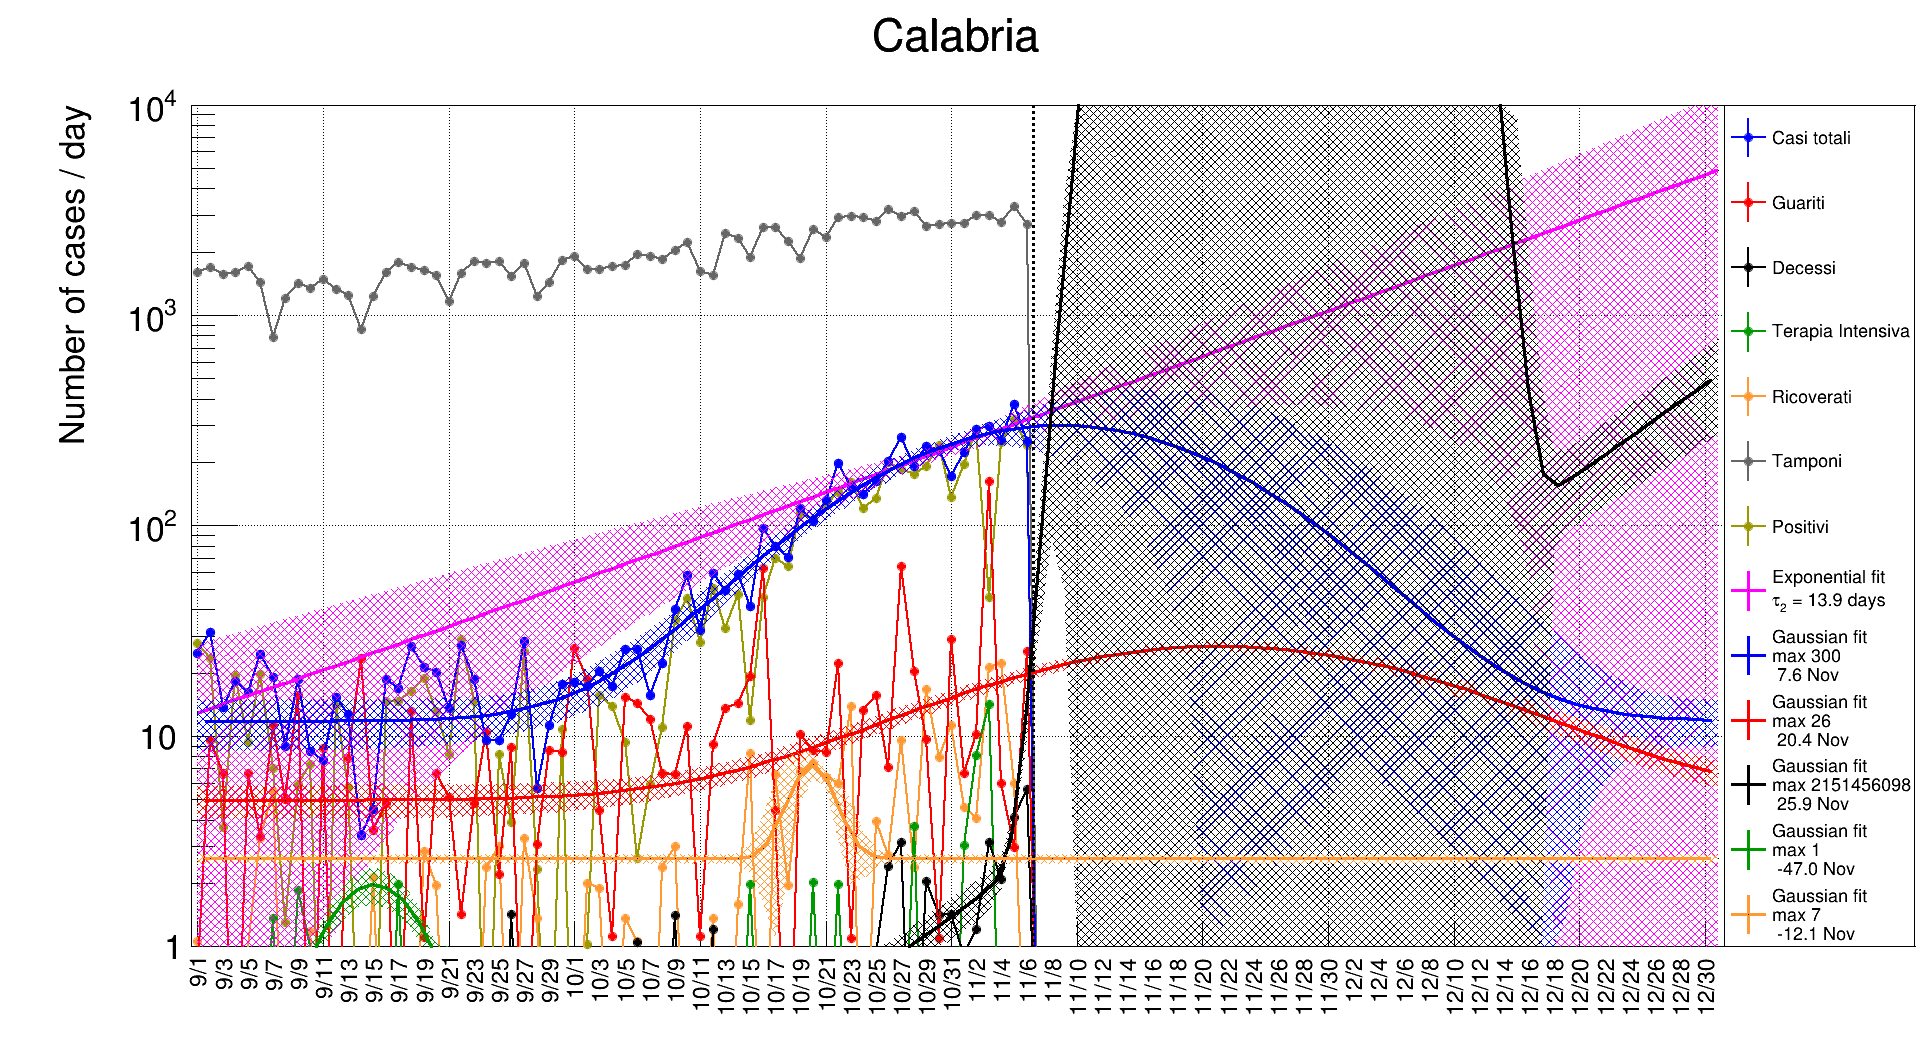 Calabria
Number of cases / day
10^4
10^3
10^2
10
1
9/1
9/3
9/5
9/7
9/9
9/11
9/13
9/15
9/17
9/19
9/21
9/23
9/25
9/27
9/29
10/1
10/3
10/5
10/7
10/9
10/11
10/13
10/15
10/17
10/19
10/21
10/23
10/25
10/27
10/29
10/31
11/2
11/4
11/6
11/8
11/10
11/12
11/14
11/16
11/18
11/20
11/22
11/24
11/26
11/28
11/30
12/2
12/4
12/6
12/8
12/10
12/12
12/14
12/16
12/18
12/20
12/22
12/24
12/26
12/28
12/30
Casi totali
Guariti
Decessi
Terapia Intensiva
Ricoverati
Tamponi
Positivi
Exponential fit
τ₂ = 13.9 days
Gaussian fit
max 300
7.6 Nov
Gaussian fit
max 26
20.4 Nov
Gaussian fit
max 2151456098
25.9 Nov
Gaussian fit
max 1
-47.0 Nov
Gaussian fit
max 7
-12.1 Nov